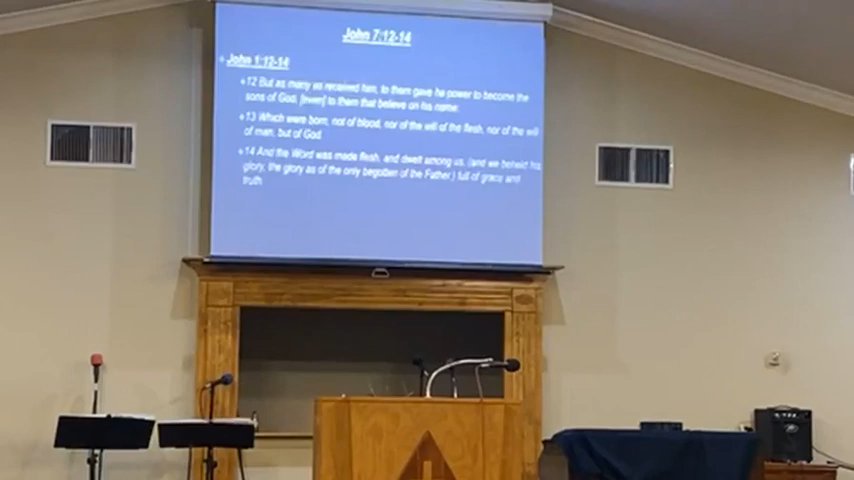 John 7:12-14
John 1:12-14
12 But as many as received him, to them gave he power to become the
sons of God, [even] to them that believe on his name:
13 Which were born, not of blood, nor of the will of the flesh, nor of the will
of man, but of God
14 And the Word was made flesh, and dwelt among us, (and we beheld his
glory, the glory as of the only begotten of the Father,) full of grace and
truth